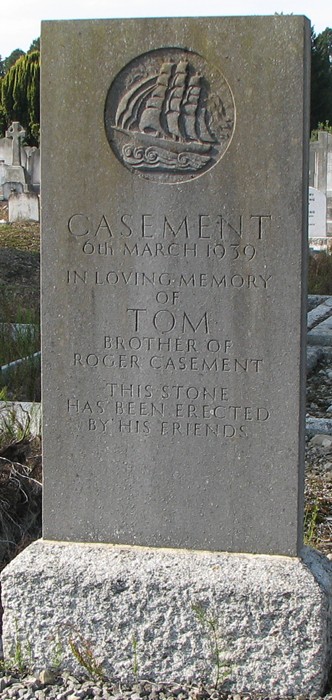 CASEMENT
6TH MARCH 1939
IN LOVING MEMORY
OF
TOM
BROTHER OF
ROGER CASEMENT
THIS STONE
HAS BEEN ERECTED
BY HIS FRIENDS